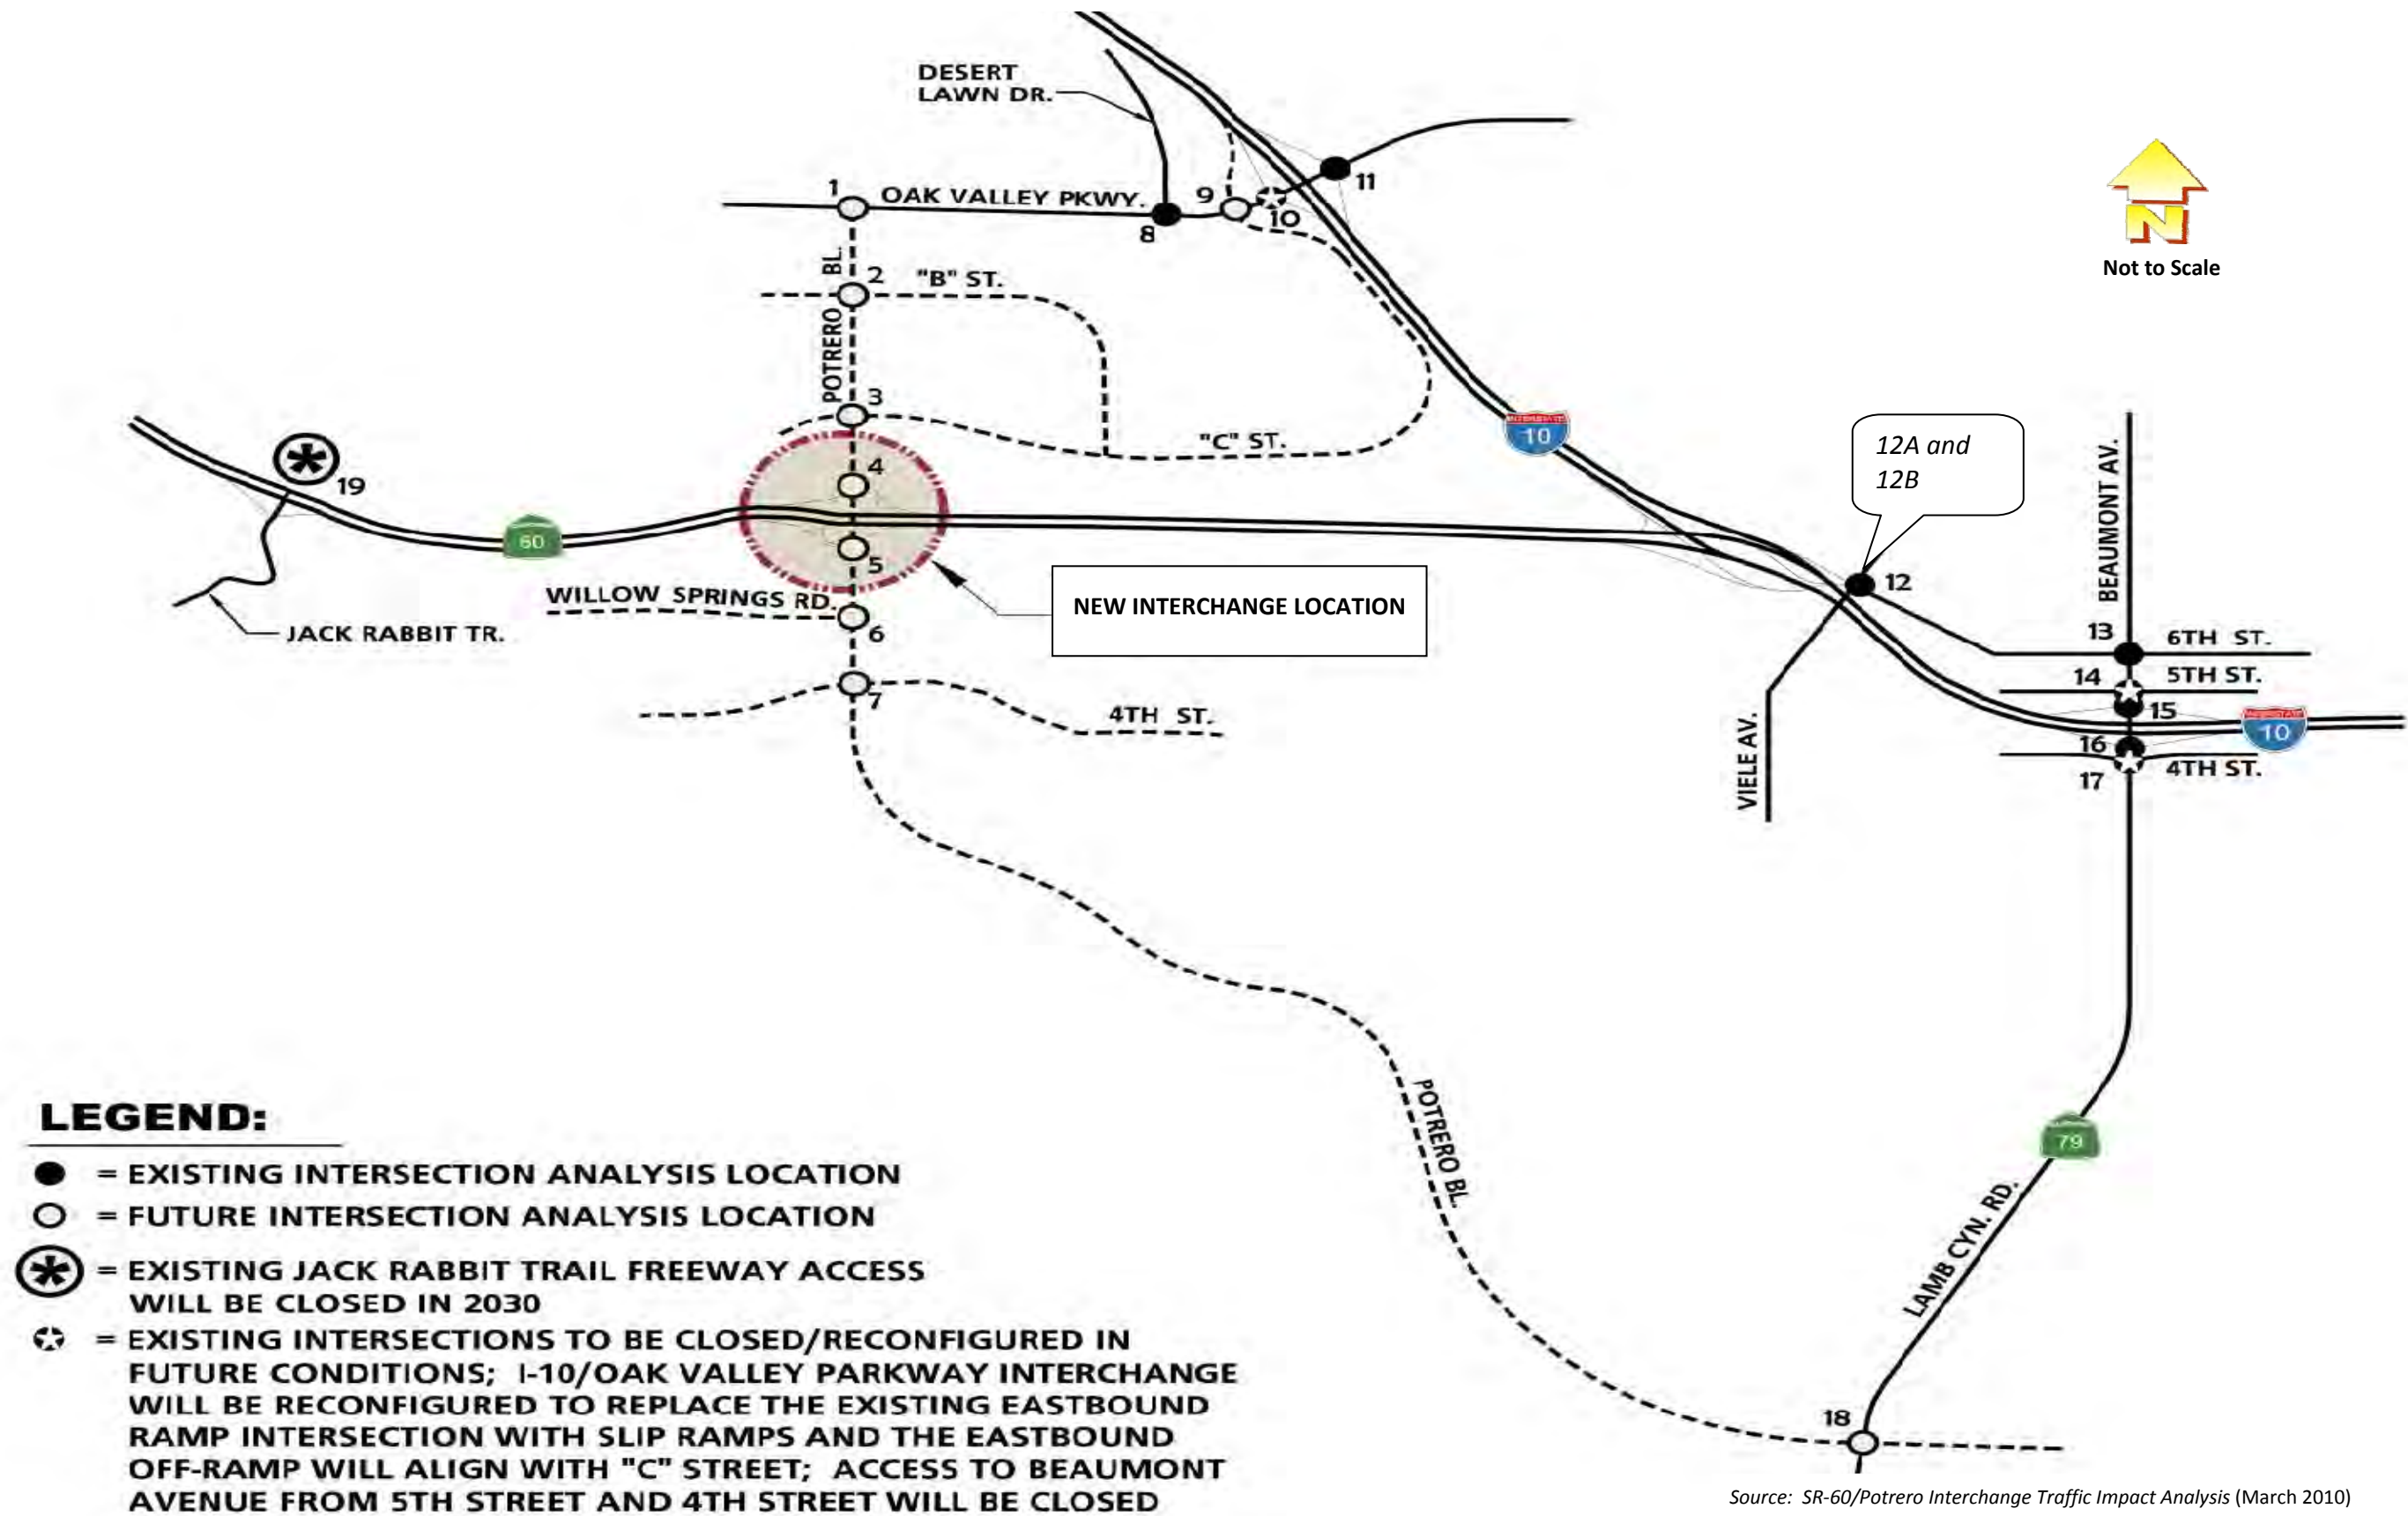 DESERT
LAWN DR.
1
OAK VALLEY PKWY.
8
9
10
11
N
Not to Scale
POTRERO BL.
2
"B" ST.
3
"C" ST.
4
5
INTERSTATE
10
12A and
12B
12
BEAUMONT AV.
19
60
WILLOW SPRINGS RD.
6
NEW INTERCHANGE LOCATION
JACK RABBIT TR.
7
4TH ST.
VIELE AV.
13
6TH ST.
14
5TH ST.
15
INTERSTATE
10
16
4TH ST.
17
POTRERO BL.
79
LAMB CYN. RD.
18
LEGEND:
= EXISTING INTERSECTION ANALYSIS LOCATION
= FUTURE INTERSECTION ANALYSIS LOCATION
= EXISTING JACK RABBIT TRAIL FREEWAY ACCESS
WILL BE CLOSED IN 2030
= EXISTING INTERSECTIONS TO BE CLOSED/RECONFIGURED IN
FUTURE CONDITIONS; I-10/OAK VALLEY PARKWAY INTERCHANGE
WILL BE RECONFIGURED TO REPLACE THE EXISTING EASTBOUND
RAMP INTERSECTION WITH SLIP RAMPS AND THE EASTBOUND
OFF-RAMP WILL ALIGN WITH "C" STREET; ACCESS TO BEAUMONT
AVENUE FROM 5TH STREET AND 4TH STREET WILL BE CLOSED
Source: SR-60/Potrero Interchange Traffic Impact Analysis (March 2010)